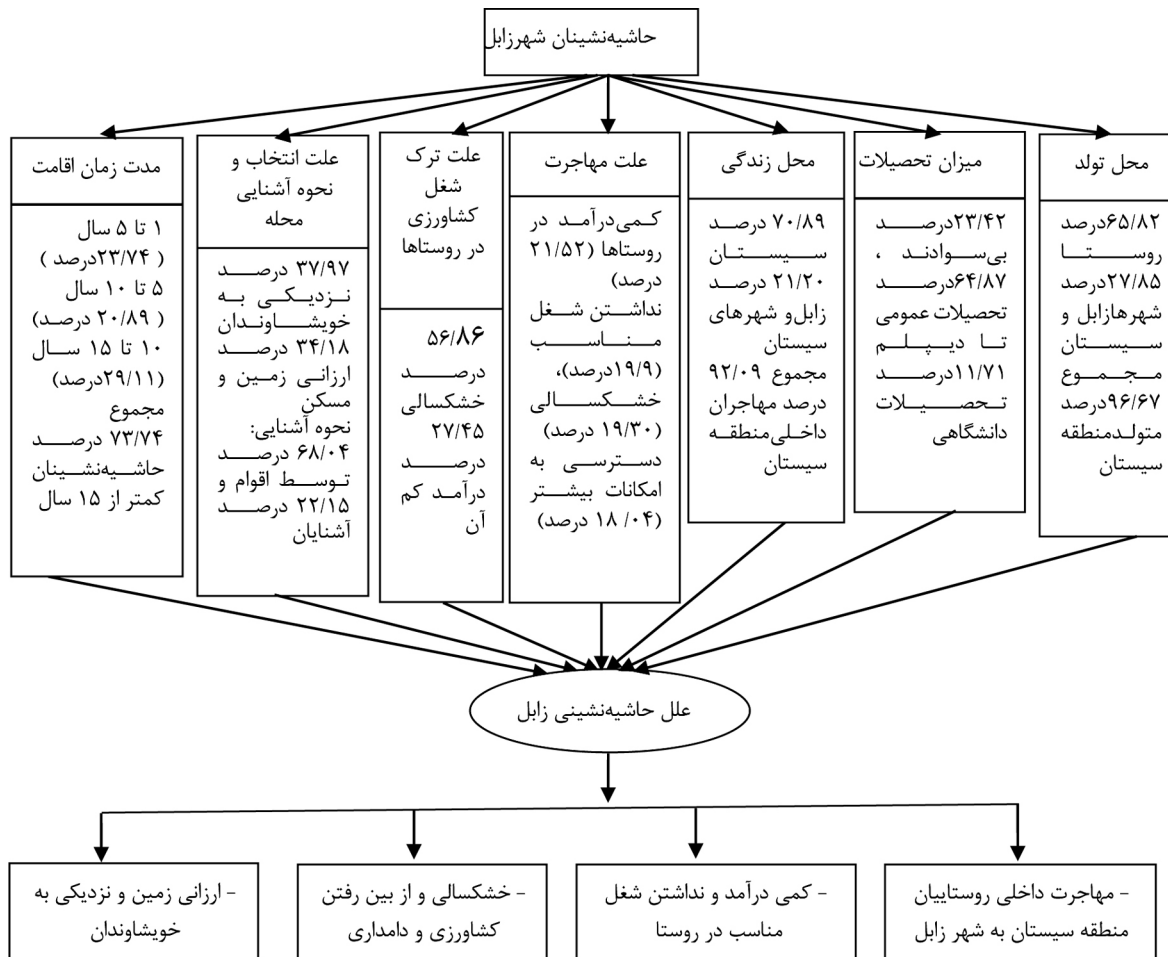 حاشیه‌نشینان شهرزابل
محل تولد
۶۵/۸۲درصد
روستا
۲۷/۸۵درصد
شهرهازابل و
سیستان
مجموع
۹۶/۶۷درصد
متولدمنطقه
سیستان
میزان تحصیلات
۲۳/۴۲درصد
بی‌سوادند ،
۶۴/۸۷درصد
تحصیلات عمومی
تا دیپلم
۱۱/۷۱درصد
تحصیلات
دانشگاهی
محل زندگی
۷۰/۸۹ درصد
سیستان
۲۱/۲۰ درصد
زابل‌و شهرهای
سیستان
مجموع ۹۲/۰۹
درصد مهاجران
داخلی‌منطقه
سیستان
علت مهاجرت
کمی‌درآمد در
روستاها (۲۱/۵۲
درصد)
نداشتن شغل
مناسب
(۱۹/۹درصد)،
خشکسالی
(۱۹/۳۰ درصد)
دسترسی به
امکانات بیشتر
(۱۸ /۰۴ درصد)
علت ترک
شغل
کشاورزی
در روستاها
۵۶/۸۶
درصد
خشکسالی
۲۷/۴۵
درصد
درآمد کم
آن
علت انتخاب و
نحوه آشنایی
محله
۳۷/۹۷ درصد
نزدیکی به
خویشاوندان
۳۴/۱۸ درصد
ارزانی زمین و
مسکن
نحوه آشنایی:
۶۸/۰۴ درصد
توسط اقوام و
۲۲/۱۵ درصد
آشنایان
مدت زمان اقامت
۱ تا ۵ سال
(۲۳/۷۴درصد )
۵ تا ۱۰ سال
(۲۰/۸۹ درصد)
۱۰ تا ۱۵ سال
(۲۹/۱۱درصد)
مجموع
۷۳/۷۴ درصد
حاشیه‌نشینان
کمتر از ۱۵ سال
علل حاشیه‌نشینی زابل
- مهاجرت داخلی روستاییان
منطقه سیستان به شهر زابل
- کمی درآمد و نداشتن شغل
مناسب در روستا
- خشکسالی و از بین رفتن
کشاورزی و دامداری
- ارزانی زمین و نزدیکی به
خویشاوندان